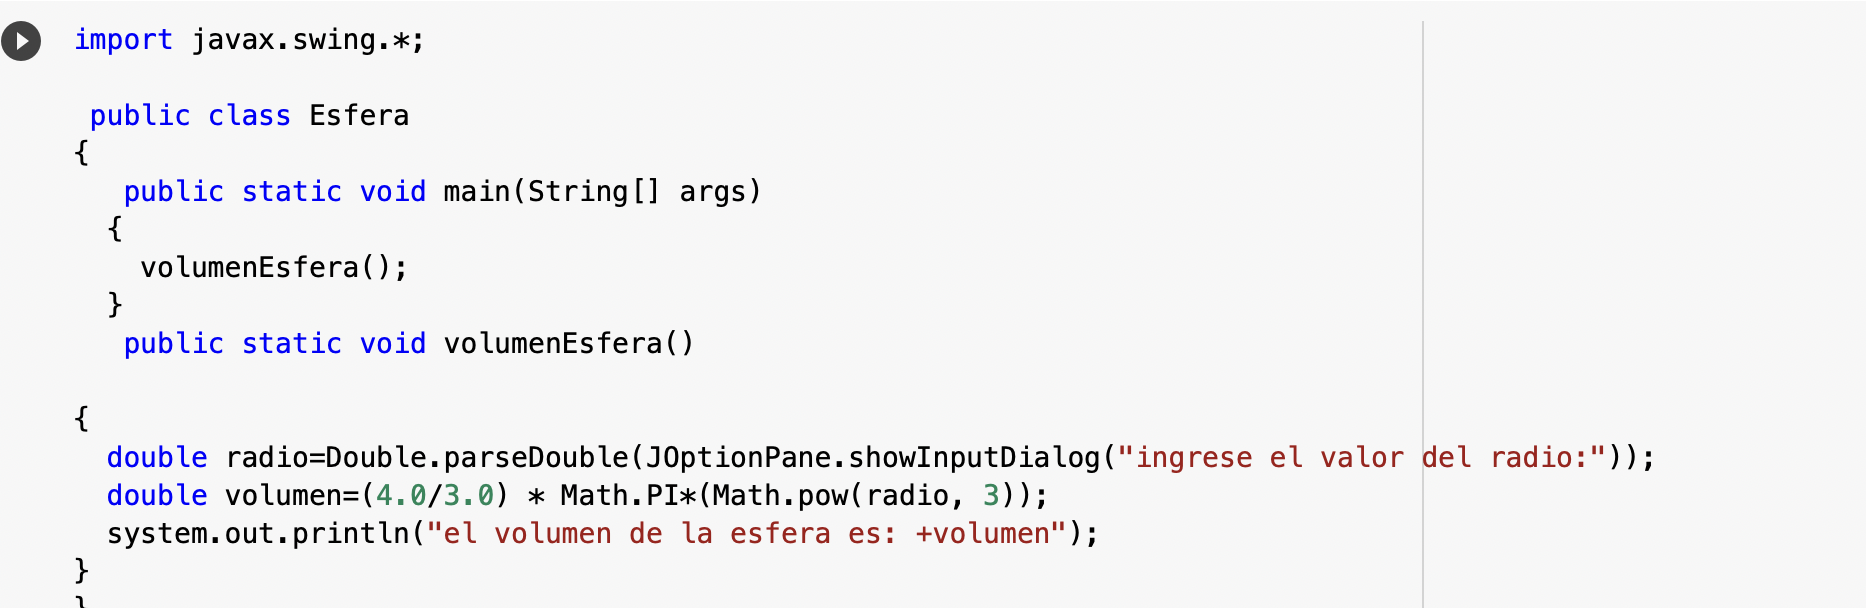 import javax.swing.*;
public class Esfera
{
public static void main(String[] args)
{
volumenEsfera();
}
public static void volumenEsfera()
{
double radio=Double.parseDouble(JOptionPane.showInputDialog("ingrese el valor del radio:"));
double volumen=(4.0/3.0) * Math.PI*(Math.pow(radio, 3));
system.out.println("el volumen de la esfera es: +volumen");
}
}